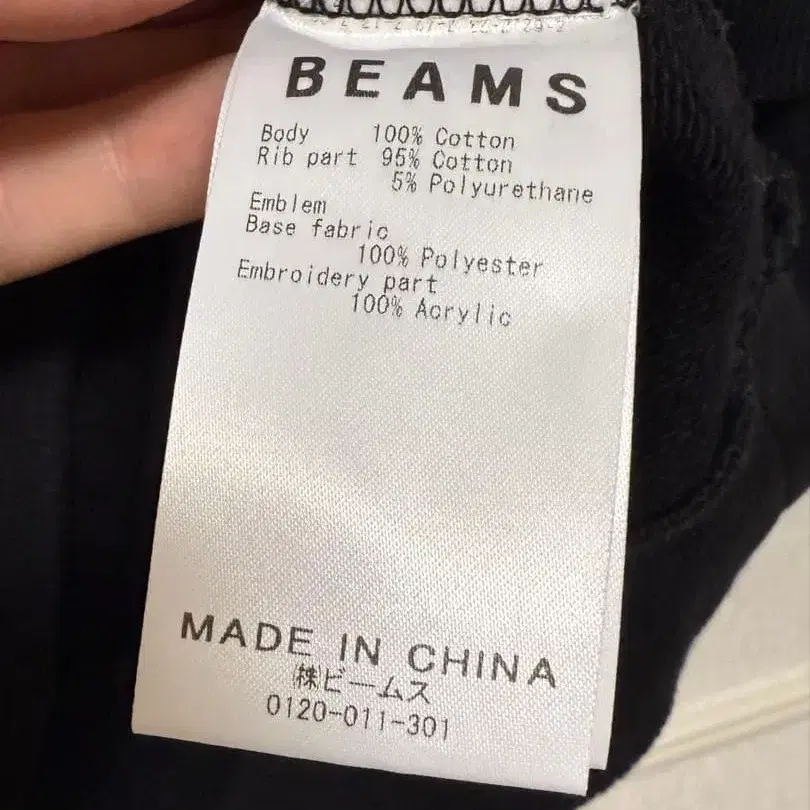 BEAMS
Body 100% Cotton
Rib part 95% Cotton
5% Polyurethane
Emblem
Base fabric
100% Polyester
Embroidery part
100% Acrylic
MADE IN CHINA
㈱ビームス
0120-011-301